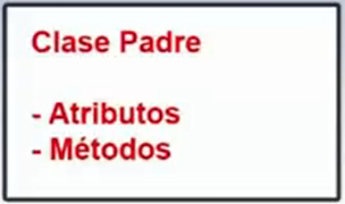 Clase Padre
- Atributos
- Métodos